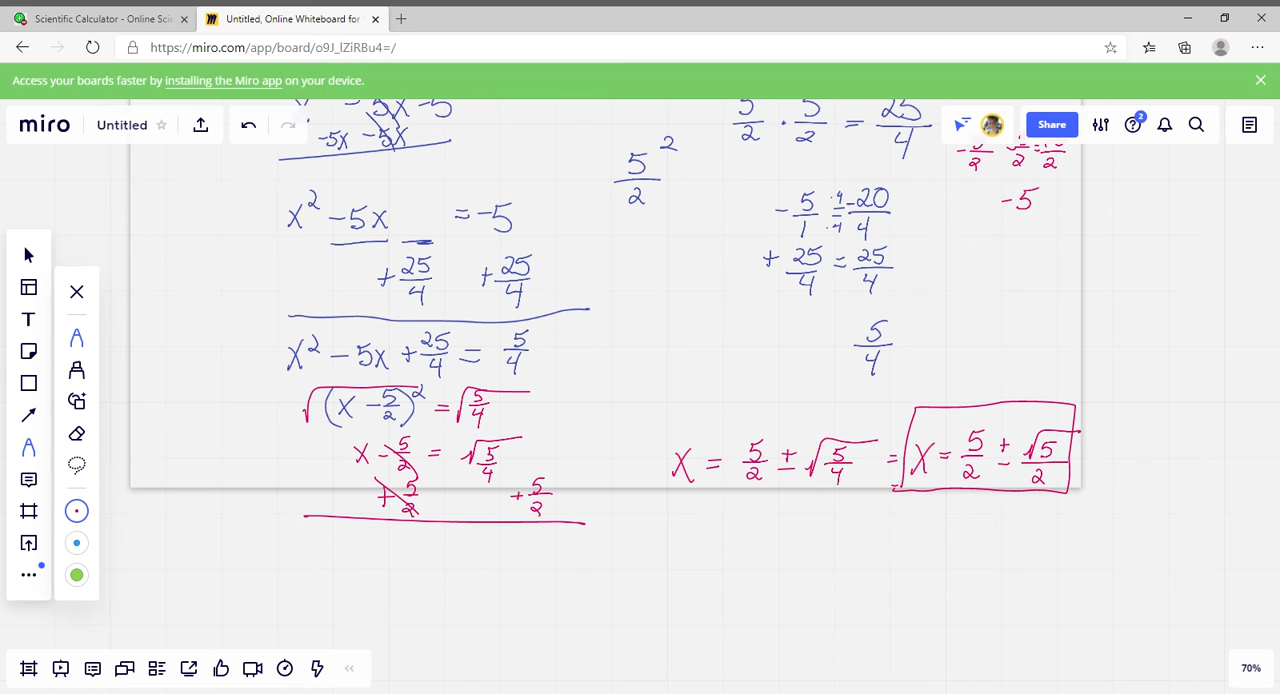 Scientific Calculator - Online Scie
Untitled, Online Whiteboard for
https://miro.com/app/board/o9J_lZiRBu4=/
Access your boards faster by installing the Miro app on your device.
miro Untitled
Share
2
-5x -5
-5x -5x
5/2 · 5/2 = 25/4
5/2 ²
-5
x² -5x = -5
+25/4 +25/4
-5/1 ·4/·4 = -20/4
+ 25/4 = 25/4
5/4
x² - 5x + 25/4 = 5/4
√(x - 5/2)² = √5/4
x - 5/2 = √5/4
+ 5/2 + 5/2
x = 5/2 ± √5/4 = x = 5/2 ± √5/2
70%